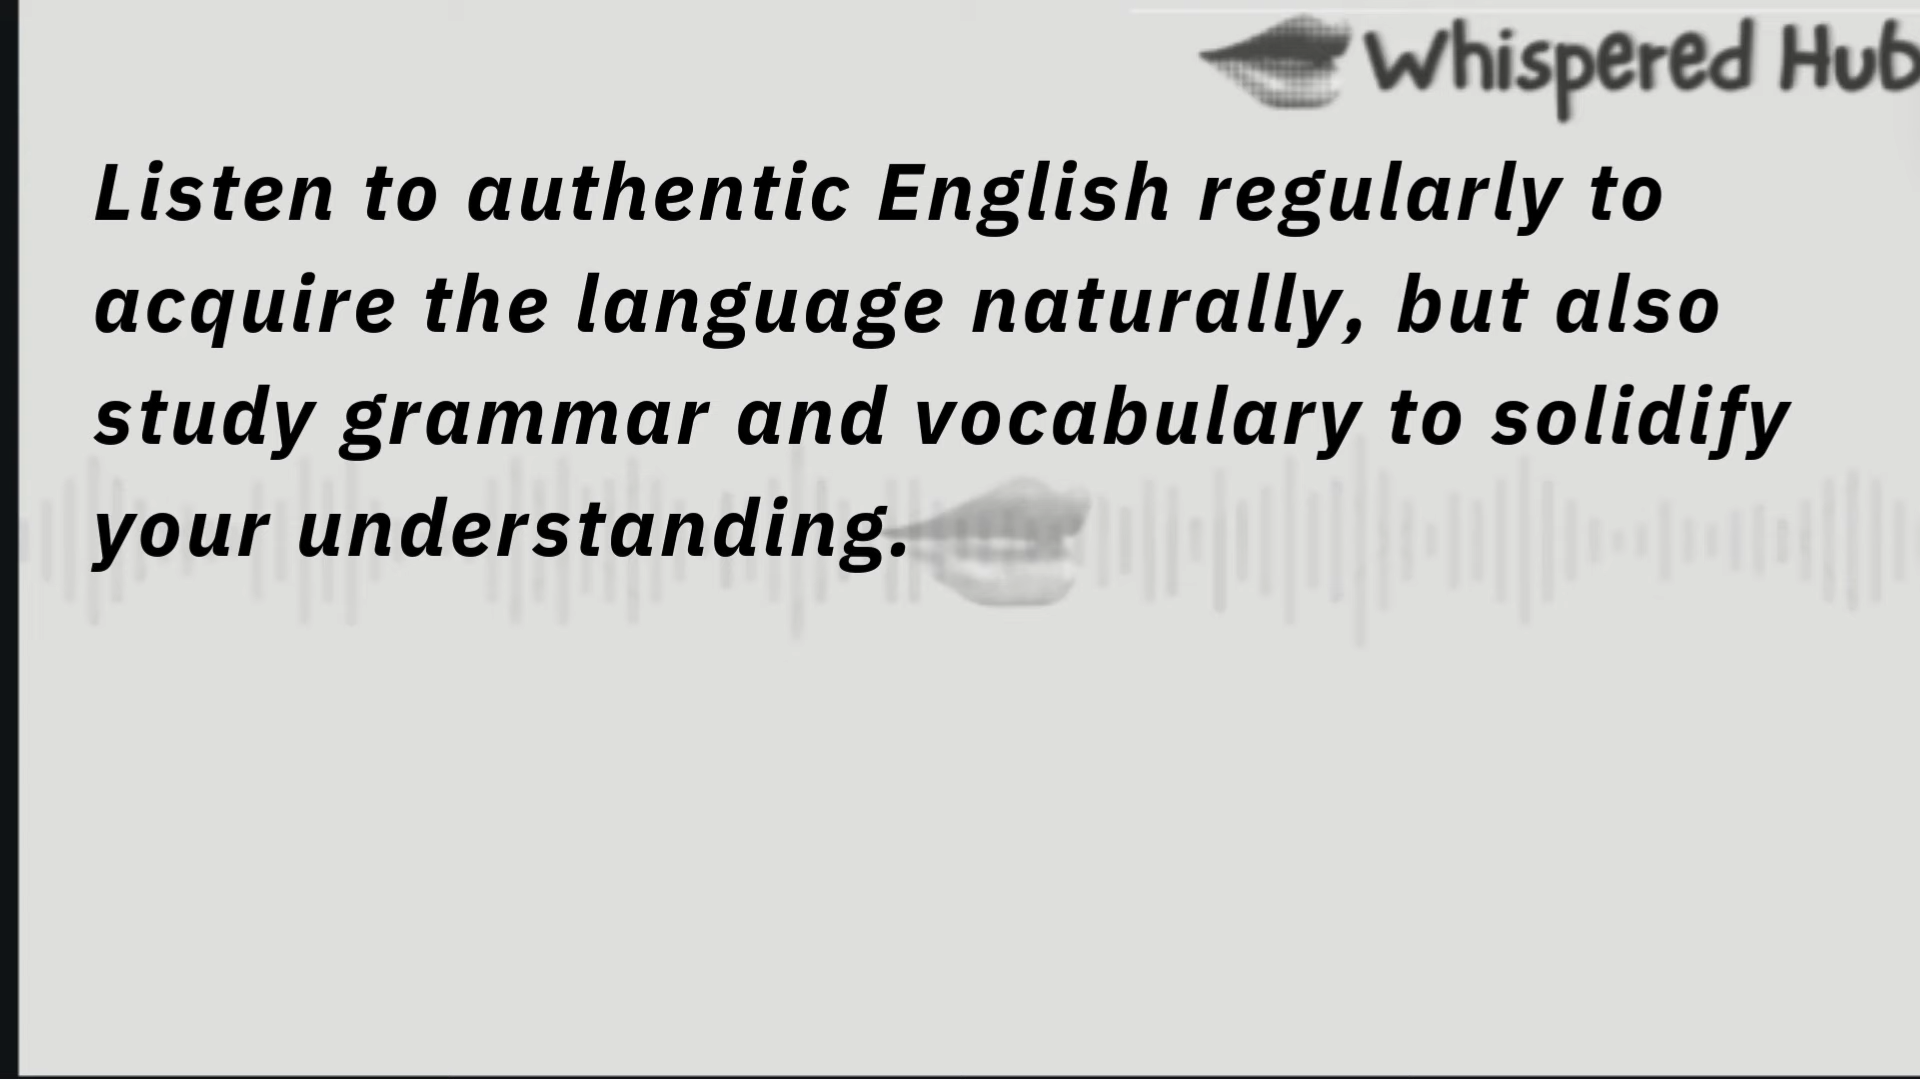 Whispered Hub
Listen to authentic English regularly to
acquire the language naturally, but also
study grammar and vocabulary to solidify
your understanding.